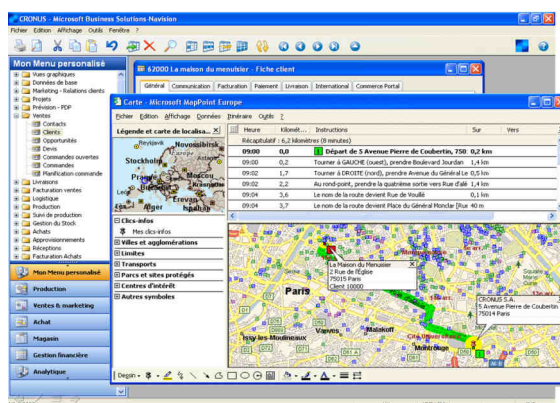 CRONUS - Microsoft Business Solutions-Navision
Fichier Edition Affichage Outils Fenêtre ?
Mon Menu personalisé
Vues graphiques
Données de base
Marketing - Relations clients
Projets
Prévision - PDP
Ventes
Contacts
Clients
Opportunités
Devis
Commandes ouvertes
Commandes
Planification commande
Livraisons
Facturation ventes
Logistique
Production
Suivi de production
Gestion du Stock
Achats
Approvisionnements
Réceptions
Facturation Achats
Mon Menu personalisé
Production
Ventes & marketing
Achat
Magasin
Gestion financière
Analytique
62000 La maison du menuisier - Fiche client
Général Communication Facturation Paiement Livraison International Commerce Portal
Carte - Microsoft MapPoint Europe
Fichier Edition Affichage Données Itinéraire Outils ?
Légende et carte de localisa...
Reykjavik
Novossibirsk
Europe
Stockholm
Astana
Prague
Moscou
Alger
Erevan
Ispahan
Clics-infos
Mes clics-infos
Villes et agglomérations
Limites
Transports
Parcs et sites protégés
Centres d'intérêt
Autres symboles
Heure Kilomét... Instructions Sur Vers
Récapitulatif : 6,2 kilomètres (8 minutes)
09:00 0,0 Départ de 5 Avenue Pierre de Coubertin, 750 0,2 km
09:00 0,2 Tourner à GAUCHE (ouest), prendre Boulevard Jourdan 1,4 km
09:02 1,7 Tourner à DROITE (nord), prendre Avenue du Général Le 0,5 km
09:02 2,2 Au rond-point, prendre la quatrième sortie vers Rue d'alé 1,4 km
09:04 3,6 Le nom de la route devient Rue de Vouillé 0,1 km
09:04 3,7 Le nom de la route devient Place du Général Monclar [Rue 40 m
La Maison du Menuisier
2 Rue de l'Église
75015 Paris
Client 10000
Paris
CRONUS S.A.
5 Avenue Pierre de Coubertin
75014 Paris
Vanves
Malakoff
Issy-les-Moulineaux
Montrouge
Cité Universitaire
Dessin